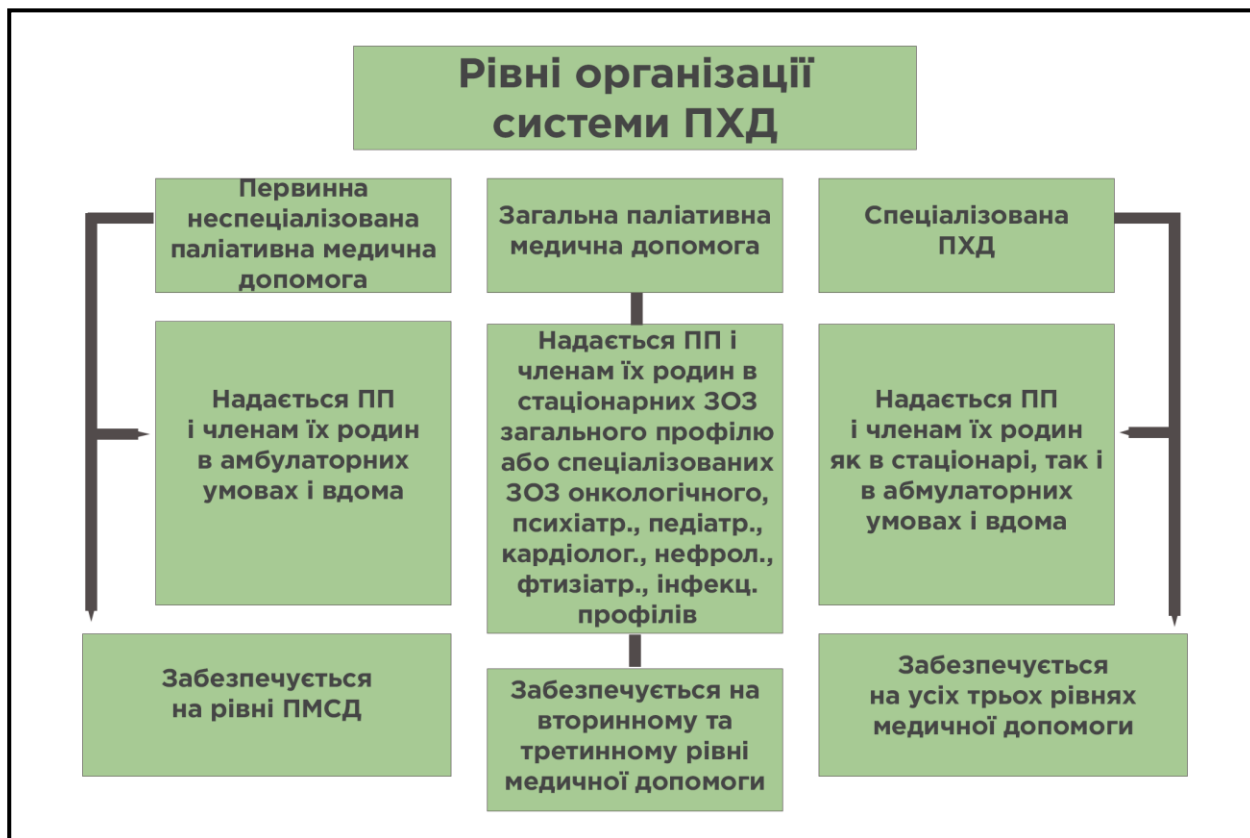 Рівні організації
системи ПХД
Первинна
неспеціалізована
паліативна медична
допомога
Загальна паліативна
медична допомога
Спеціалізована
ПХД
Надається ПП
і членам їх родин
в амбулаторних
умовах і вдома
Надається ПП і
членам їх родин в
стаціонарних ЗОЗ
загального профілю
або спеціалізованих
ЗОЗ онкологічного,
психіатр., педіатр.,
кардіолог., нефрол.,
фтизіатр., інфекц.
профілів
Надається ПП
і членам їх родин
як в стаціонарі, так і
в абмулаторних
умовах і вдома
Забезпечується
на рівні ПМСД
Забезпечується на
вторинному та
третинному рівні
медичної допомоги
Забезпечується
на усіх трьох рівнях
медичної допомоги